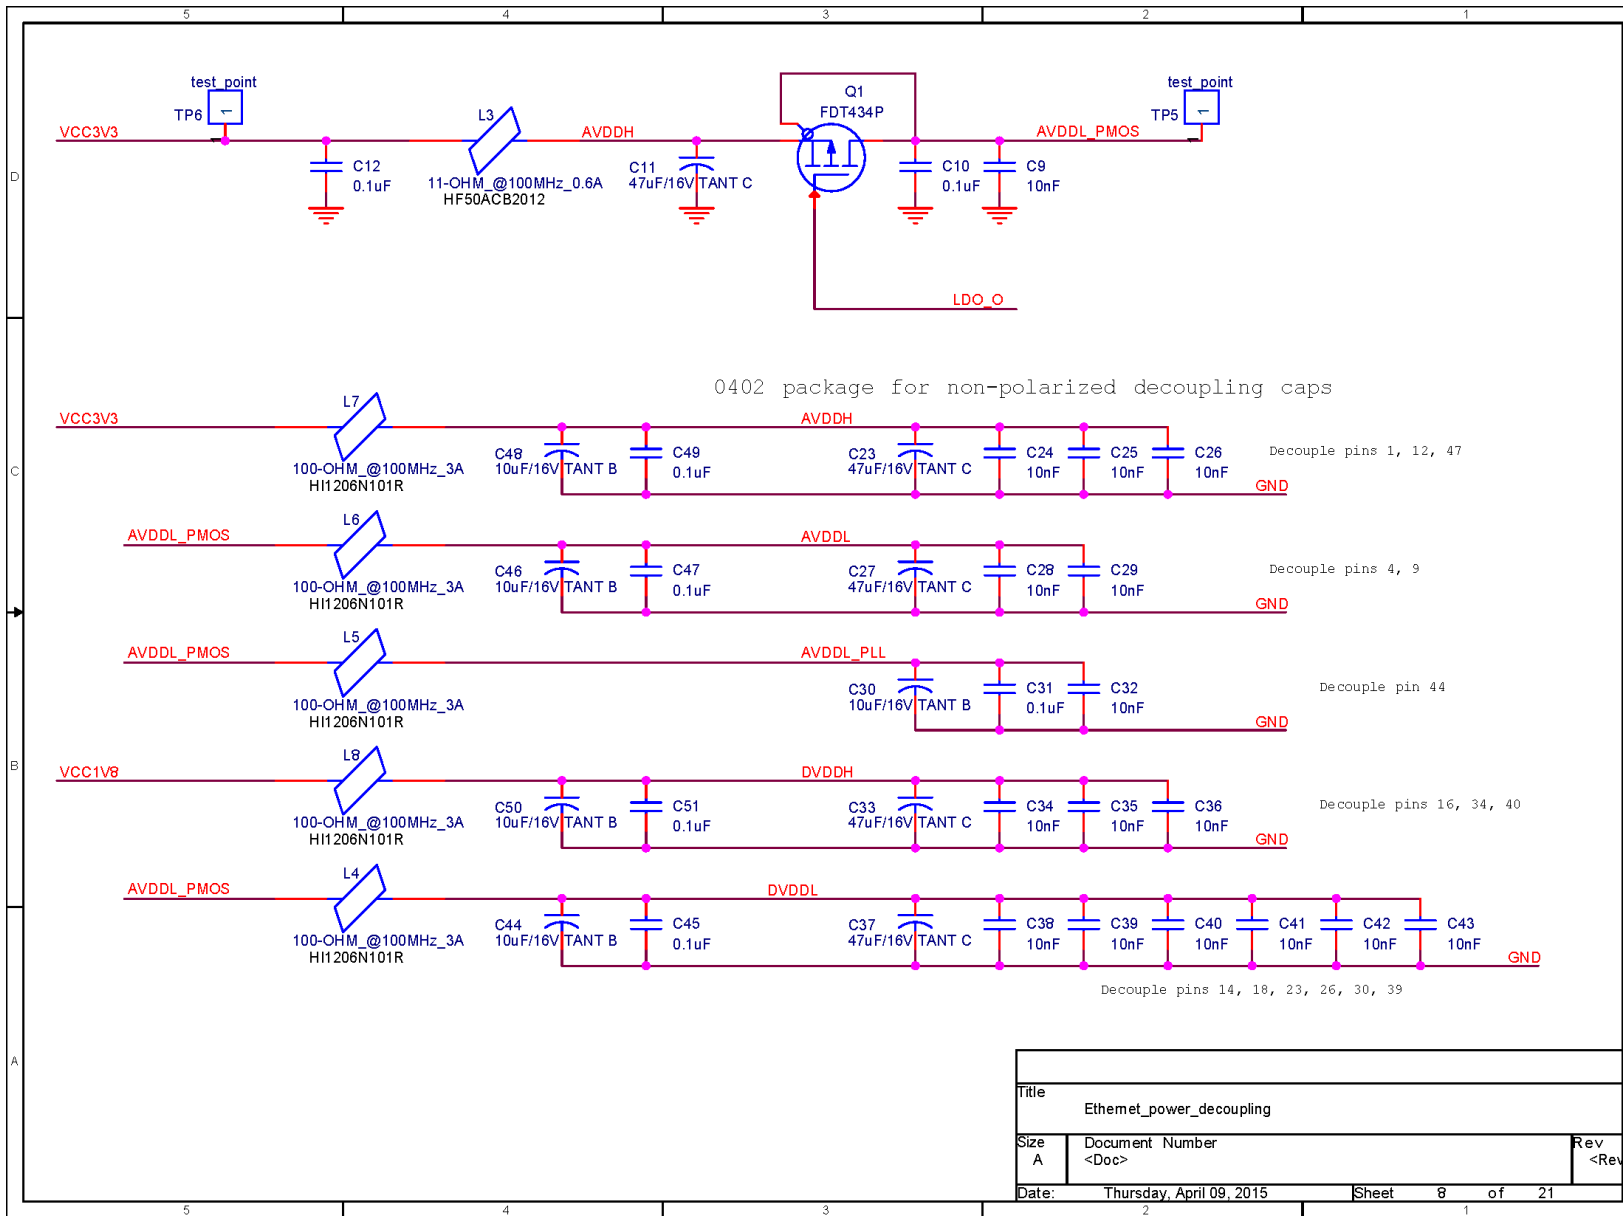 5 4 3 2 1
test_point
TP6
1
VCC3V3
C12
0.1uF
L3
11-OHM_@100MHz_0.6A
HF50ACB2012
AVDDH
C11
47uF/16V TANT C
Q1
FDT434P
C10
0.1uF
C9
10nF
AVDDL_PMOS
test_point
TP5
1
LDO_O
D
0402 package for non-polarized decoupling caps
VCC3V3
L7
100-OHM_@100MHz_3A
HI1206N101R
C48
10uF/16V TANT B
C49
0.1uF
AVDDH
C23
47uF/16V TANT C
C24
10nF
C25
10nF
C26
10nF
GND
Decouple pins 1, 12, 47
C
AVDDL_PMOS
L6
100-OHM_@100MHz_3A
HI1206N101R
C46
10uF/16V TANT B
C47
0.1uF
AVDDL
C27
47uF/16V TANT C
C28
10nF
C29
10nF
GND
Decouple pins 4, 9
AVDDL_PMOS
L5
100-OHM_@100MHz_3A
HI1206N101R
AVDDL_PLL
C30
10uF/16V TANT B
C31
0.1uF
C32
10nF
GND
Decouple pin 44
B
VCC1V8
L8
100-OHM_@100MHz_3A
HI1206N101R
C50
10uF/16V TANT B
C51
0.1uF
DVDDH
C33
47uF/16V TANT C
C34
10nF
C35
10nF
C36
10nF
GND
Decouple pins 16, 34, 40
AVDDL_PMOS
L4
100-OHM_@100MHz_3A
HI1206N101R
C44
10uF/16V TANT B
C45
0.1uF
DVDDL
C37
47uF/16V TANT C
C38
10nF
C39
10nF
C40
10nF
C41
10nF
C42
10nF
C43
10nF
GND
Decouple pins 14, 18, 23, 26, 30, 39
A
Title
Ethernet_power_decoupling
Size
A
Document Number
<Doc>
Rev
<Rev
Date: Thursday, April 09, 2015 Sheet 8 of 21
5 4 3 2 1